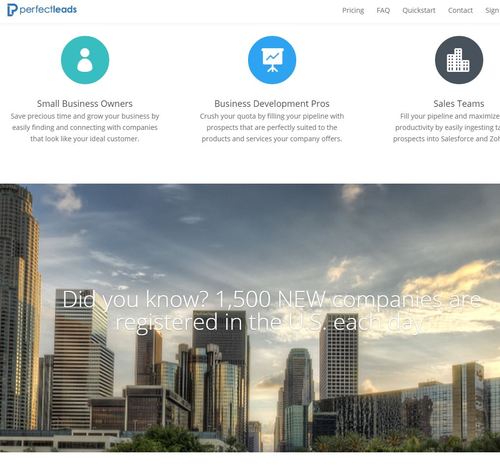 perfectleads
Pricing FAQ Quickstart Contact Sign
Small Business Owners
Save precious time and grow your business by
easily finding and connecting with companies
that look like your ideal customer.
Business Development Pros
Crush your quota by filling your pipeline with
prospects that are perfectly suited to the
products and services your company offers.
Sales Teams
Fill your pipeline and maximize
productivity by easily ingesting ta
prospects into Salesforce and Zoh
Did you know? 1,500 NEW companies are
registered in the U.S. each day